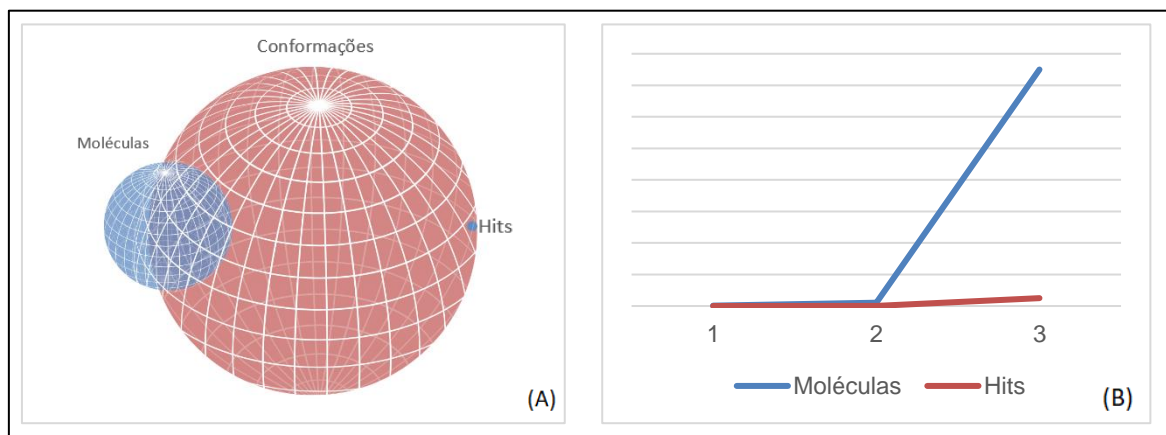 Conformações
Moléculas
Hits
(A)
1 2 3
Moléculas Hits
(B)